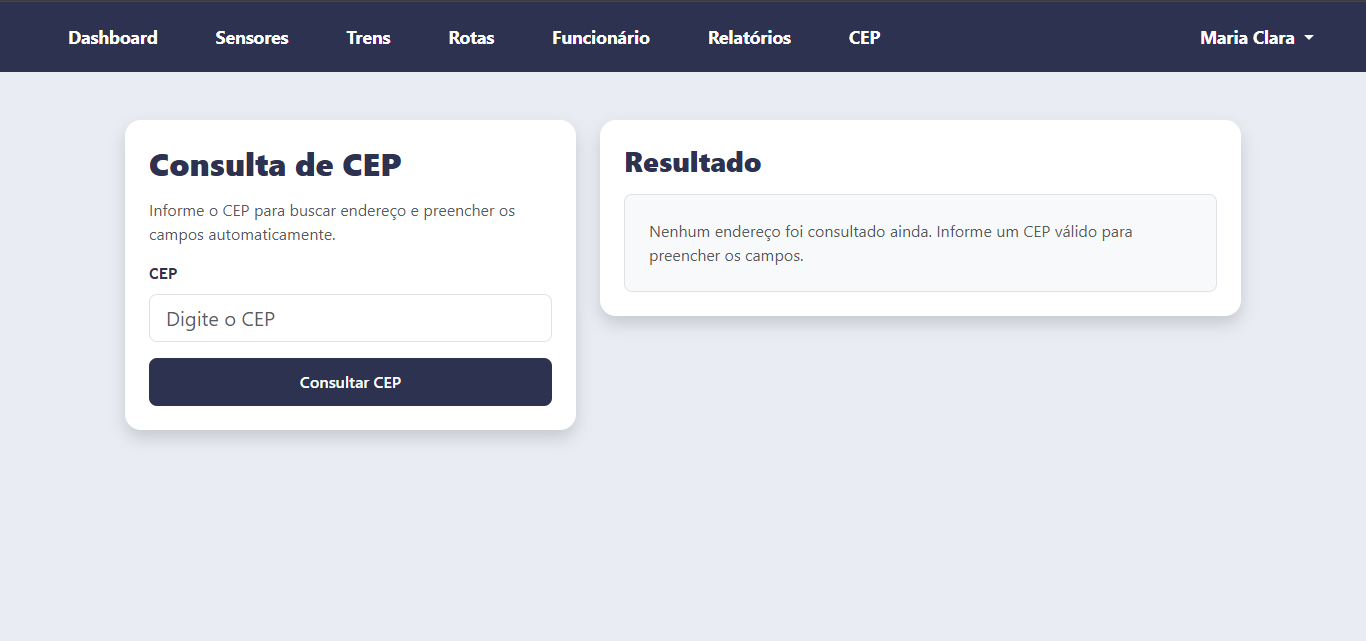 Dashboard Sensores Trens Rotas Funcionário Relatórios CEP Maria Clara
Consulta de CEP
Informe o CEP para buscar endereço e preencher os
campos automaticamente.
CEP
Digite o CEP
Consultar CEP
Resultado
Nenhum endereço foi consultado ainda. Informe um CEP válido para
preencher os campos.